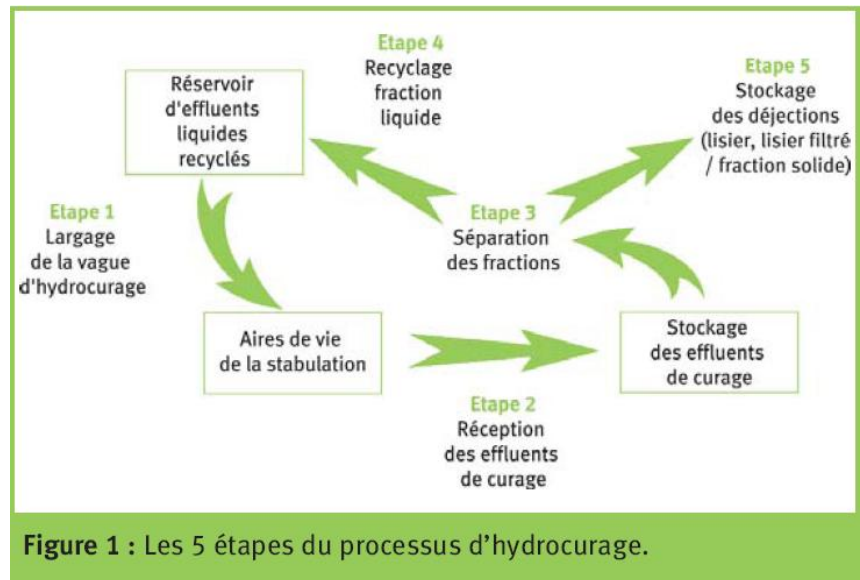 Etape 4
Recyclage
fraction
liquide
Etape 5
Stockage
des déjections
(lisier, lisier filtré
/ fraction solide)
Réservoir
d'effluents
liquides
recyclés
Etape 1
Largage
de la vague
d'hydrocurage
Etape 3
Séparation
des fractions
Aires de vie
de la stabulation
Stockage
des effluents
de curage
Etape 2
Réception
des effluents
de curage
Figure 1 : Les 5 étapes du processus d’hydrocurage.